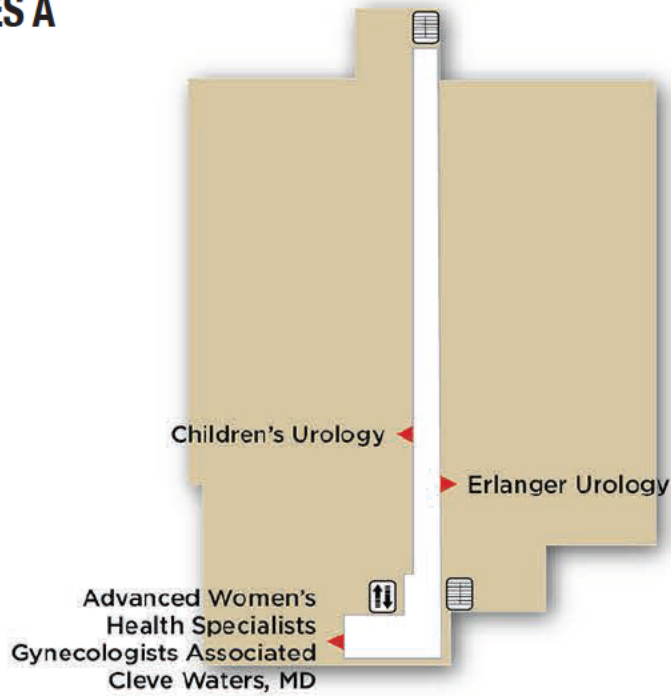 A
Children's Urology
Erlanger Urology
Advanced Women's
Health Specialists
Gynecologists Associated
Cleve Waters, MD